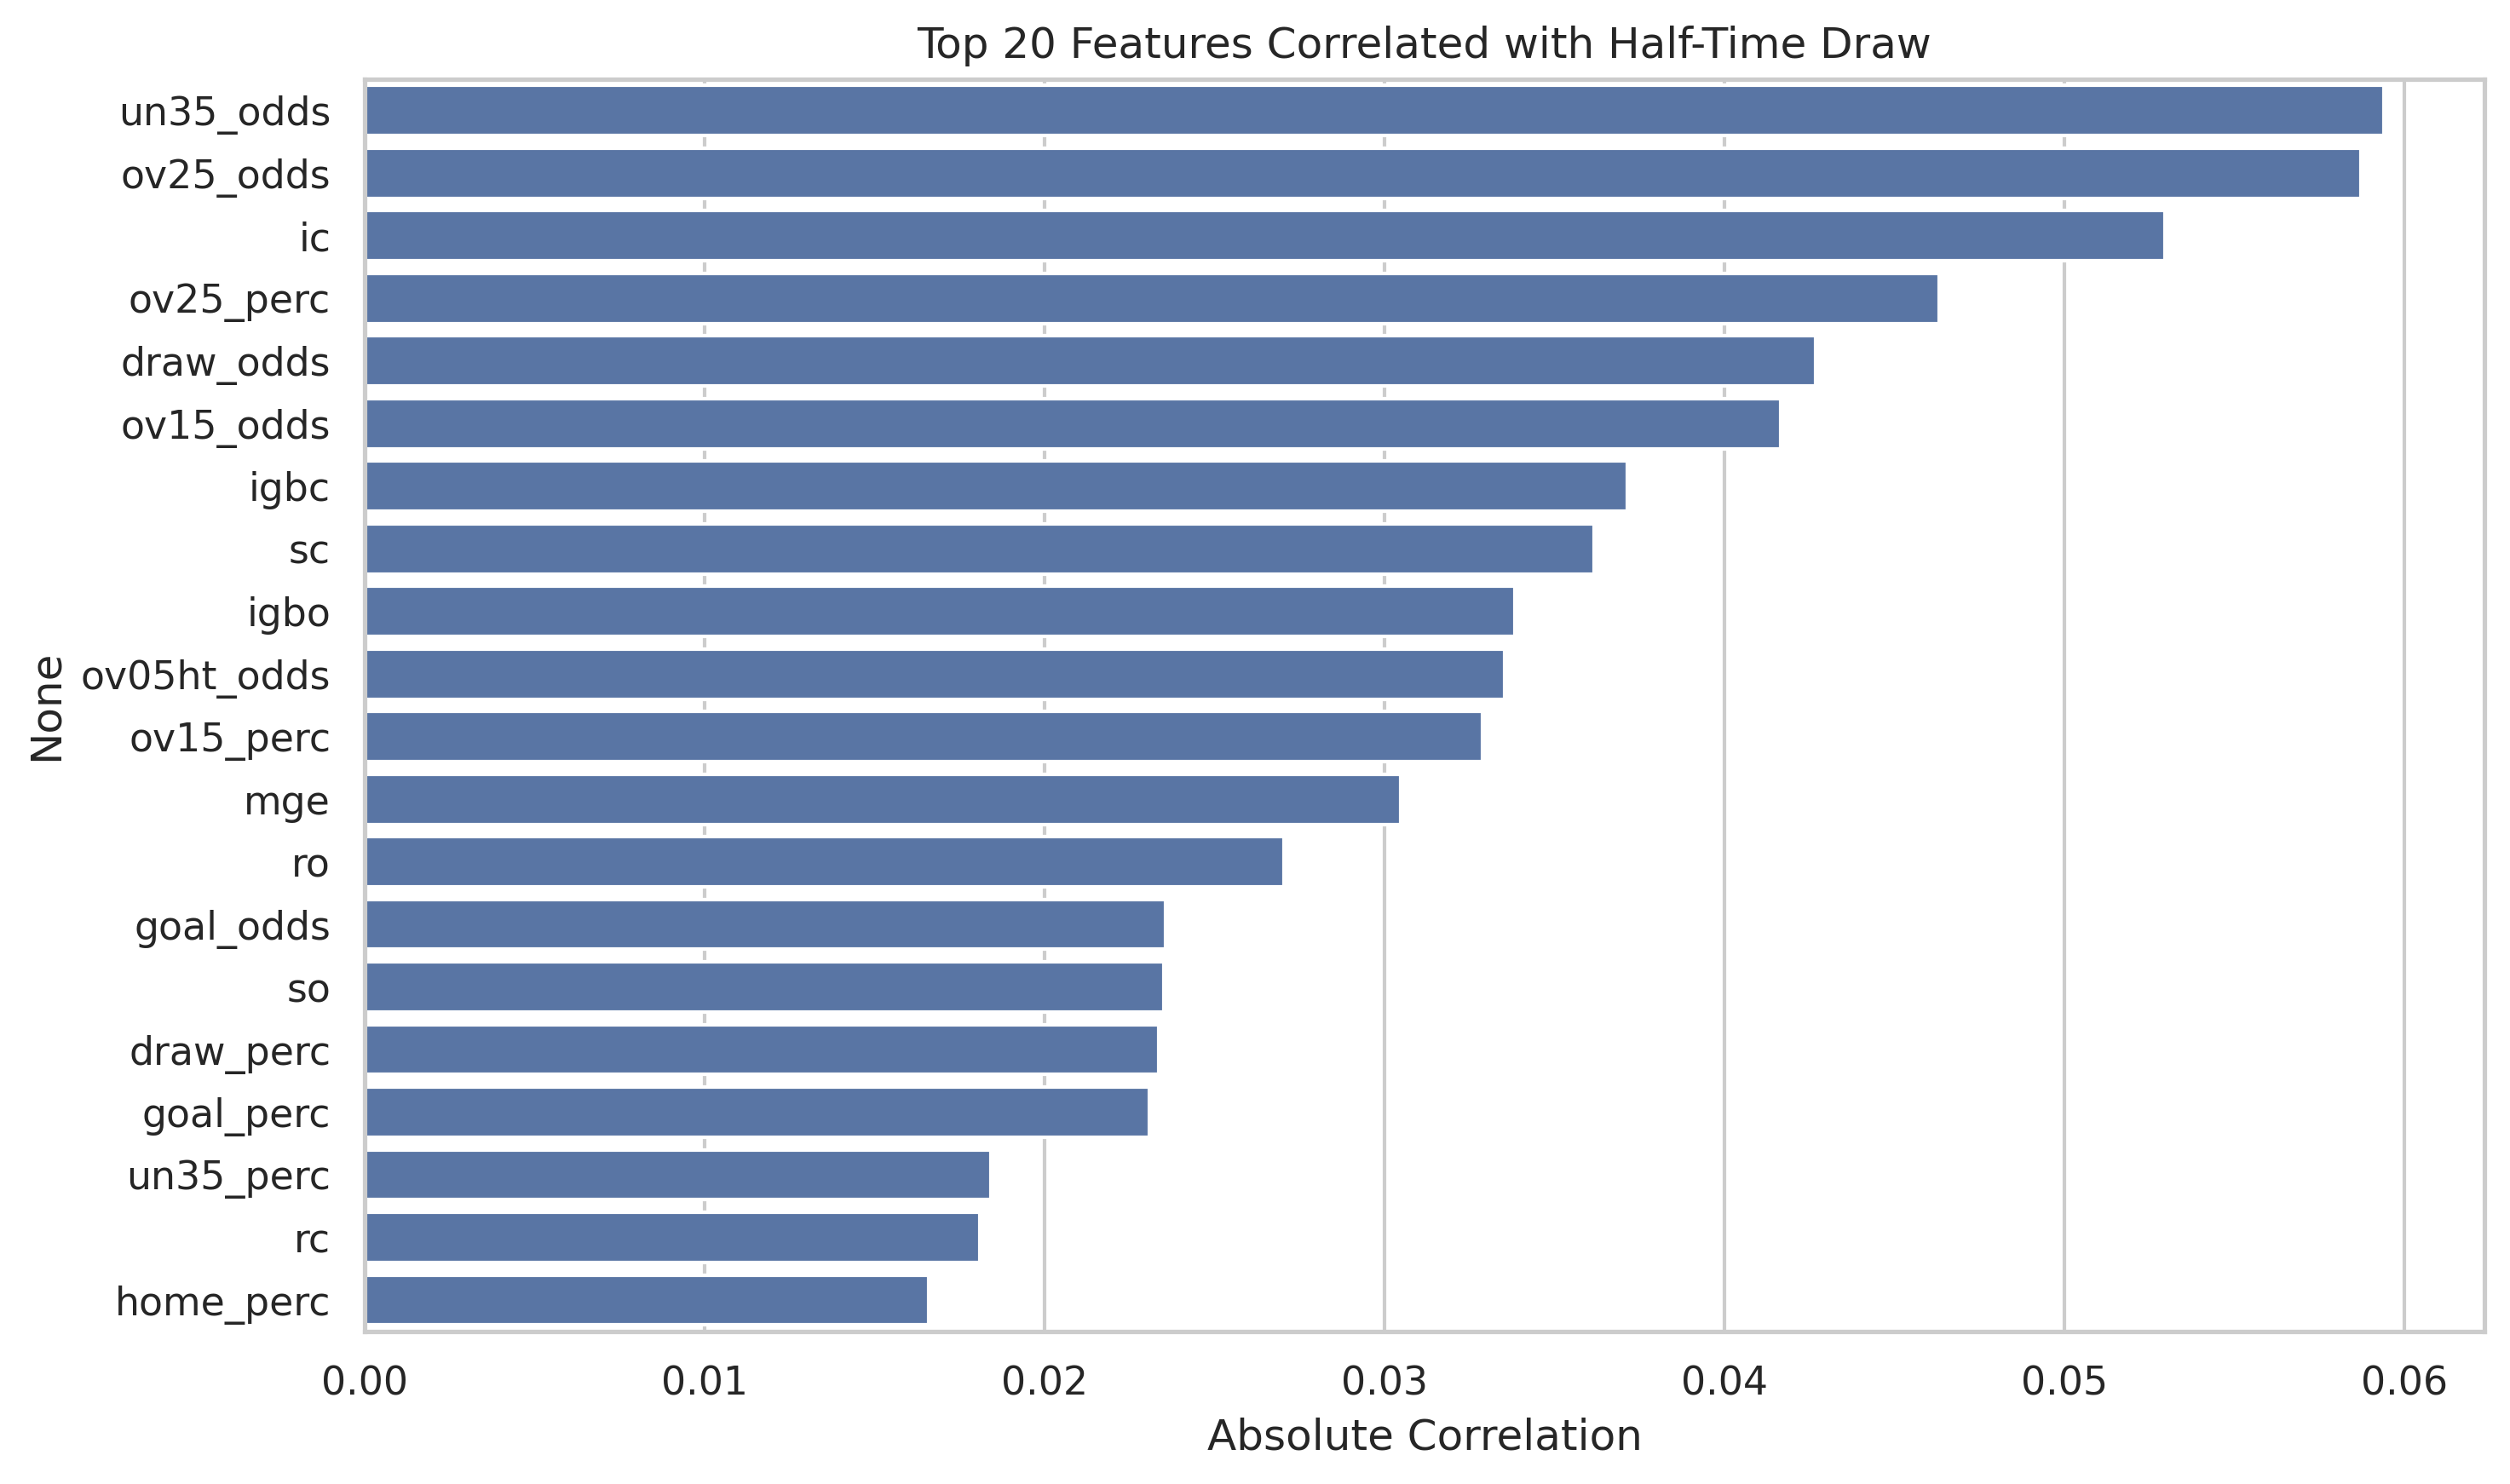 Top 20 Features Correlated with Half-Time Draw
un35_odds
ov25_odds
ic
ov25_perc
draw_odds
ov15_odds
igbc
sc
igbo
ov05ht_odds
ov15_perc
mge
ro
goal_odds
so
draw_perc
goal_perc
un35_perc
rc
home_perc
None
0.00 0.01 0.02 0.03 0.04 0.05 0.06
Absolute Correlation